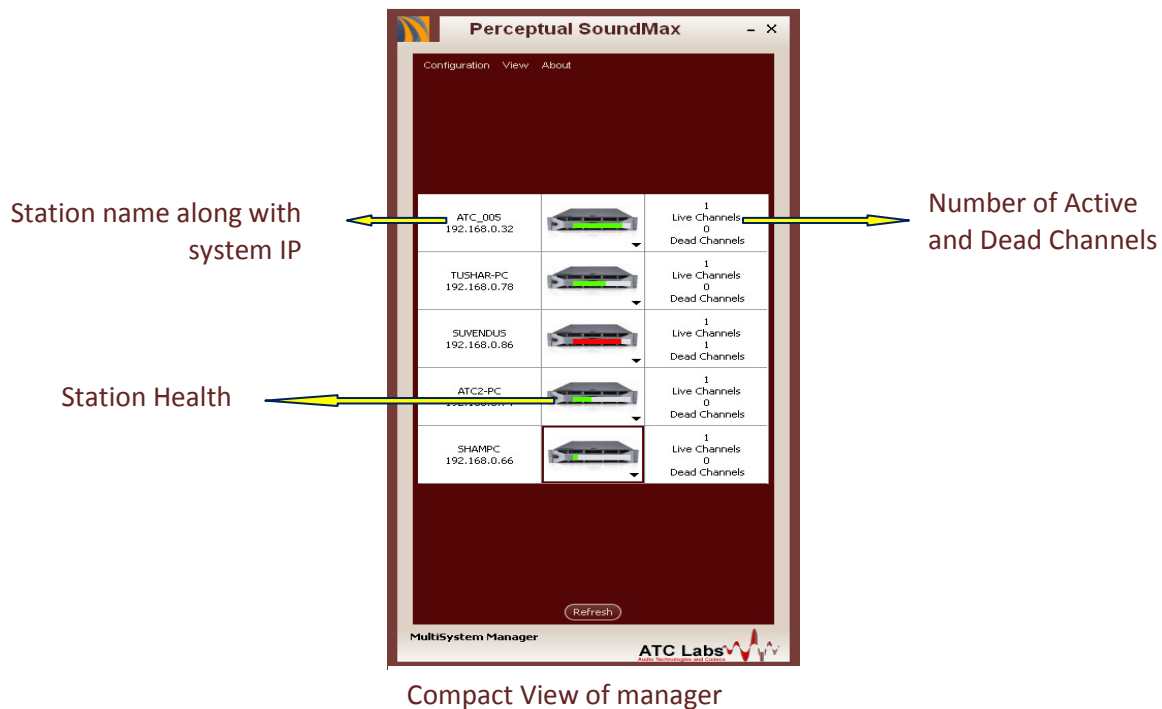 Perceptual SoundMax
Configuration View About
Station name along with
system IP
ATC_005
192.168.0.32
1
Live Channels
0
Dead Channels
Number of Active
and Dead Channels
TUSHAR-PC
192.168.0.78
1
Live Channels
0
Dead Channels
SUVENDUS
192.168.0.86
1
Live Channels
1
Dead Channels
Station Health
ATC2-PC
1
Live Channels
0
Dead Channels
SHAMPC
192.168.0.66
1
Live Channels
0
Dead Channels
Refresh
MultiSystem Manager
ATC Labs
Audio Technologies and Codecs
Compact View of manager